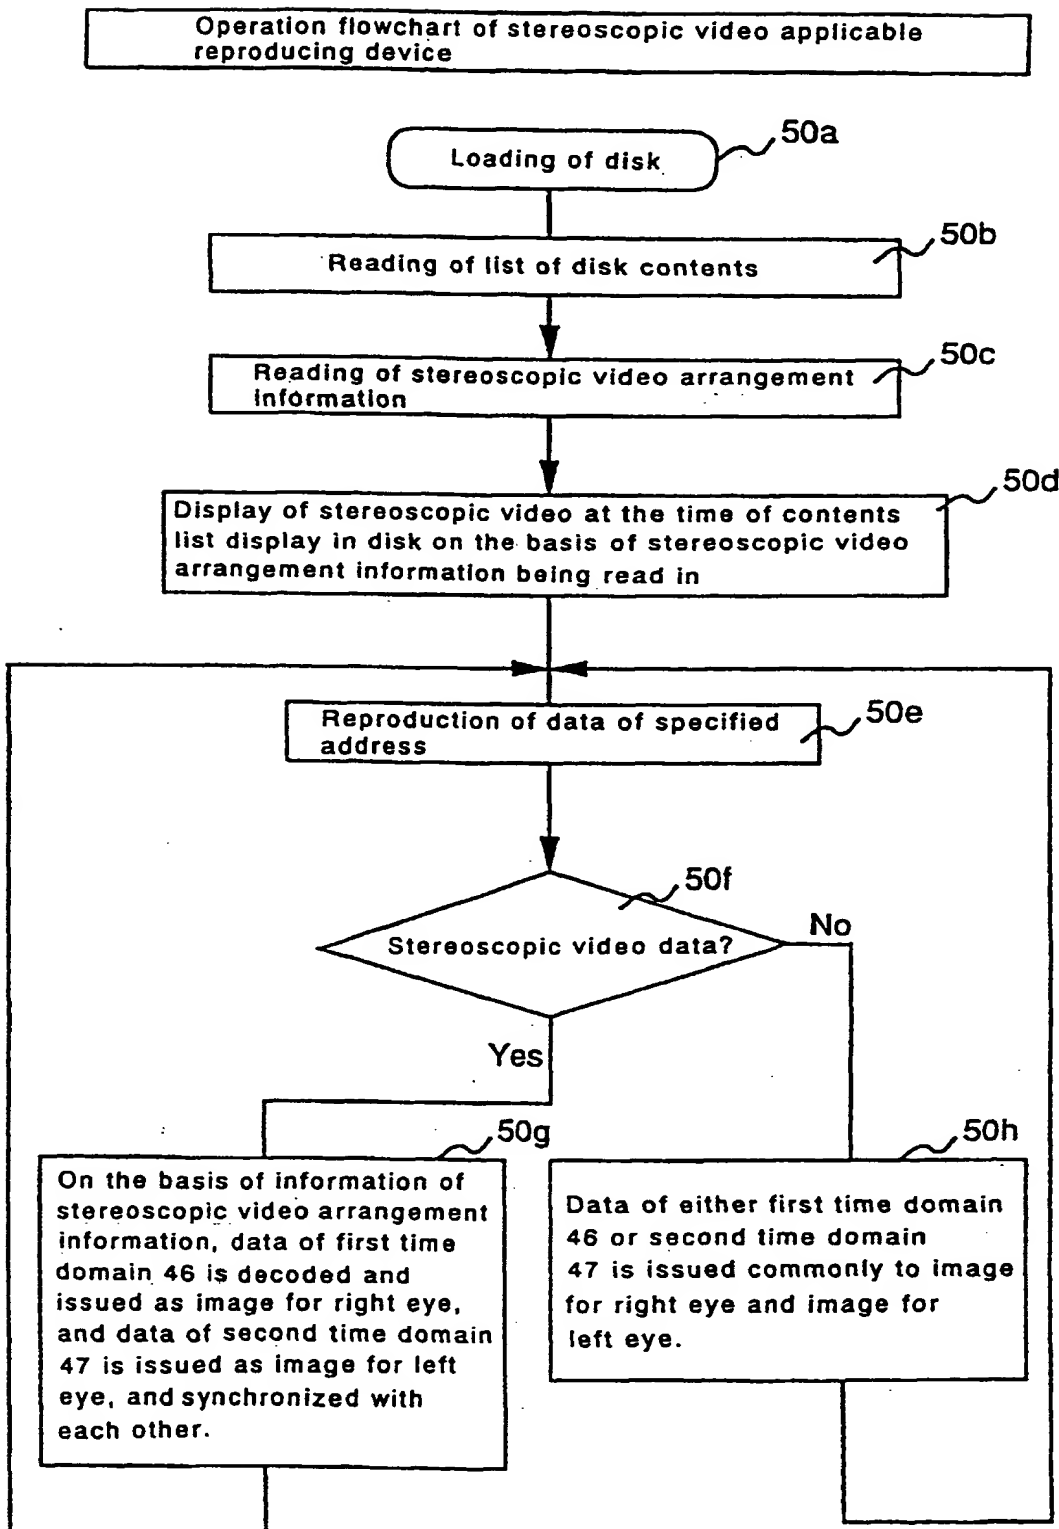 Operation flowchart of stereoscopic video applicable
reproducing device
50a
Loading of disk
50b
Reading of list of disk contents
50c
Reading of stereoscopic video arrangement
information
50d
Display of stereoscopic video at the time of contents
list display in disk on the basis of stereoscopic video
arrangement information being read in
50e
Reproduction of data of specified
address
50f
No
Stereoscopic video data?
Yes
50g
On the basis of information of
stereoscopic video arrangement
information, data of first time
domain 46 is decoded and
issued as image for right eye,
and data of second time domain
47 is issued as image for left
eye, and synchronized with
each other.
50h
Data of either first time domain
46 or second time domain
47 is issued commonly to image
for right eye and image for
left eye.